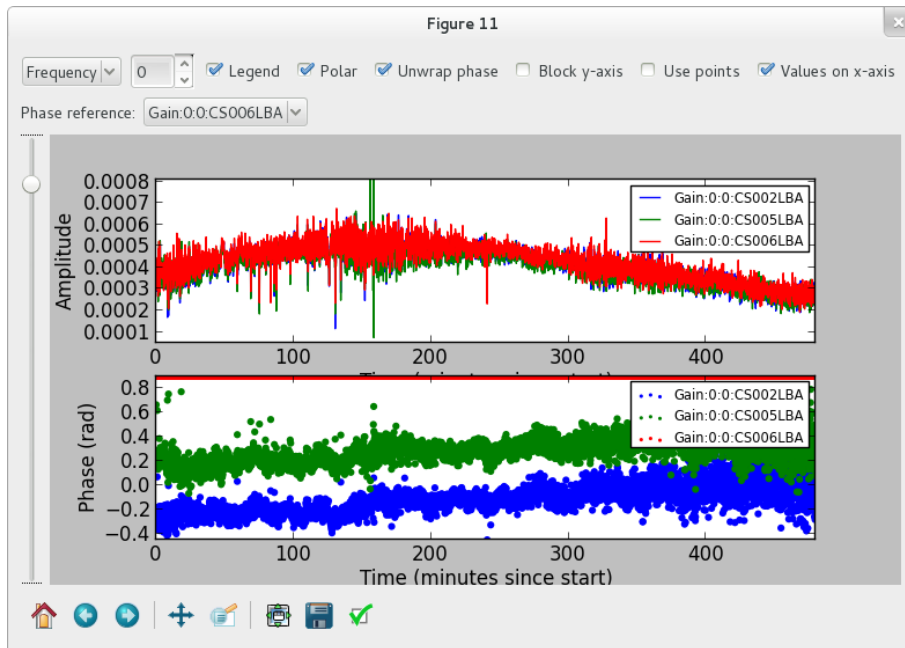 Figure 11
Frequency 0 Legend Polar Unwrap phase Block y-axis Use points Values on x-axis
Phase reference: Gain:0:0:CS006LBA
0.0008
0.0007
0.0006
0.0005
0.0004
0.0003
0.0002
0.0001
Amplitude
Gain:0:0:CS002LBA
Gain:0:0:CS005LBA
Gain:0:0:CS006LBA
0 100 200 300 400
Time (minutes since start)
0.8
0.6
0.4
0.2
0.0
−0.2
−0.4
Phase (rad)
Gain:0:0:CS002LBA
Gain:0:0:CS005LBA
Gain:0:0:CS006LBA
0 100 200 300 400
Time (minutes since start)